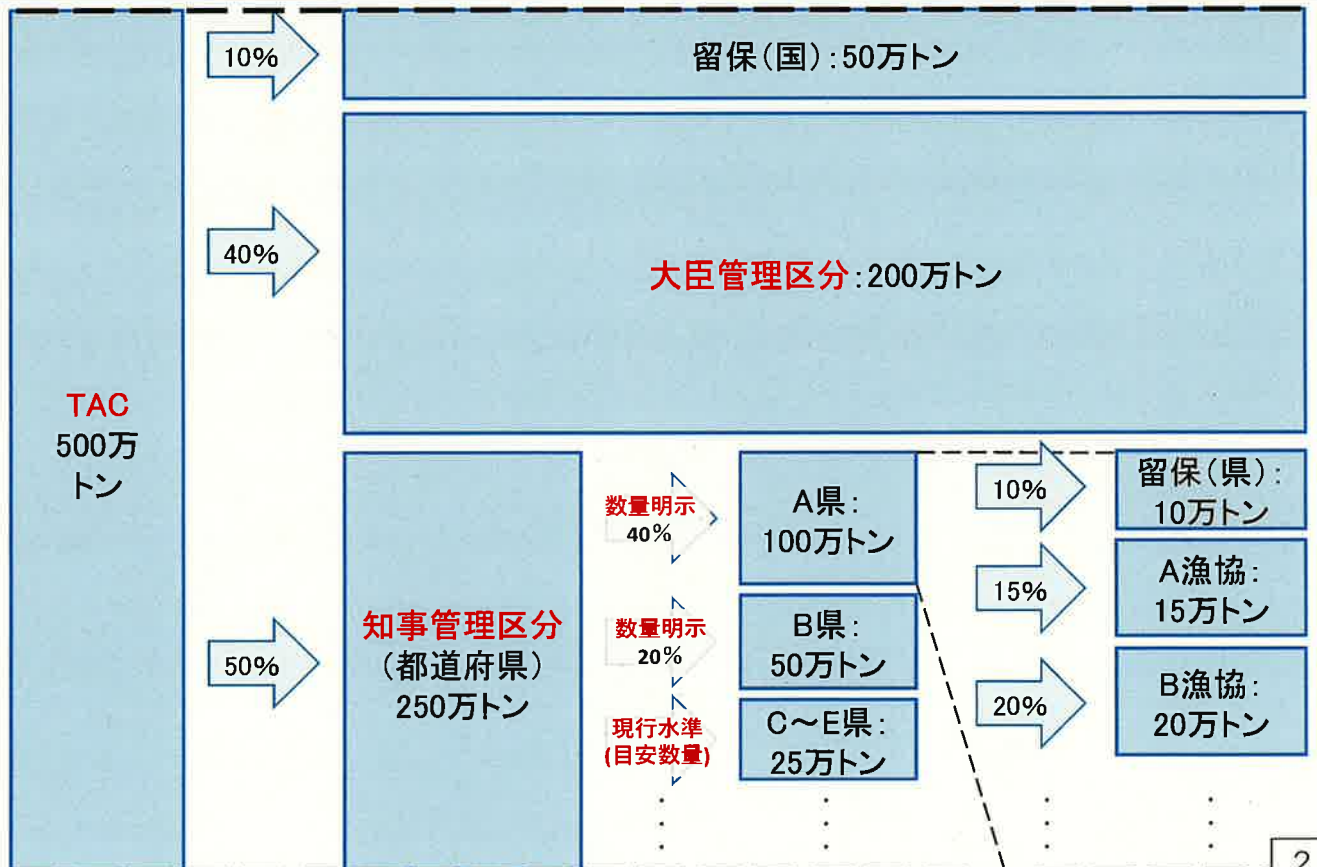 10%
留保(国):50万トン
40%
大臣管理区分:200万トン
TAC
500万
トン
50%
知事管理区分
(都道府県)
250万トン
数量明示
40%
A県:
100万トン
数量明示
20%
B県:
50万トン
現行水準
(目安数量)
C～E県:
25万トン
10%
留保(県):
10万トン
15%
A漁協:
15万トン
20%
B漁協:
20万トン
2